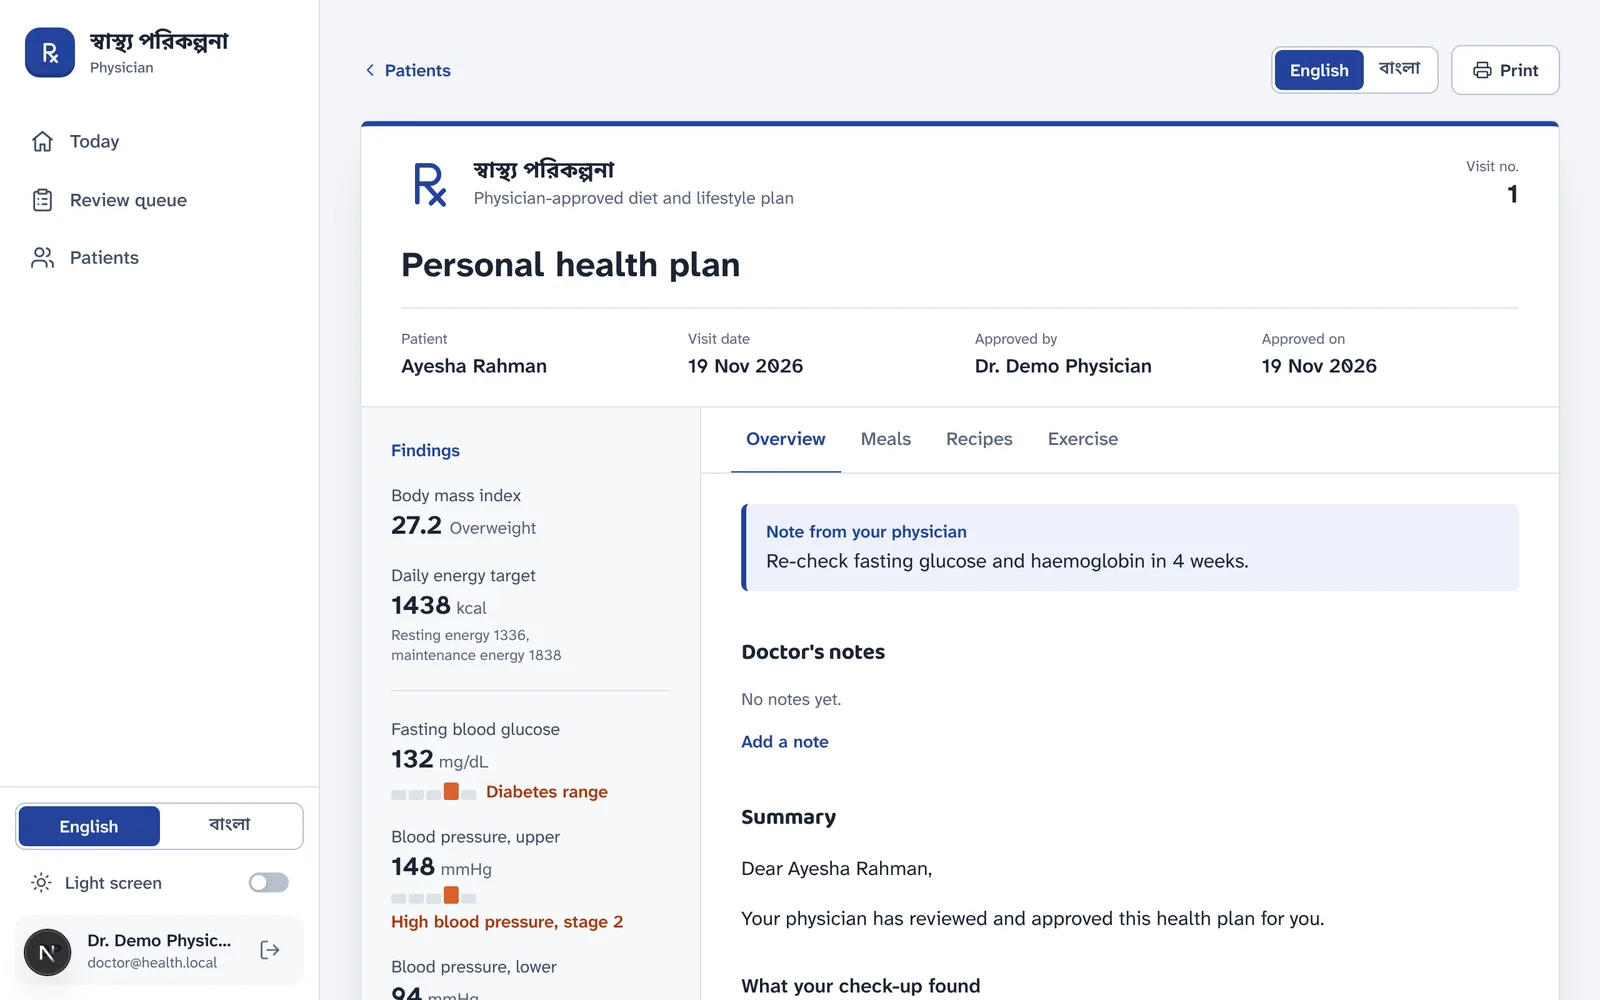 স্বাস্থ্য পরিকল্পনা
Physician
Today
Review queue
Patients
English
বাংলা
Light screen
Dr. Demo Physic...
doctor@health.local
Patients
English
বাংলা
Print
স্বাস্থ্য পরিকল্পনা
Physician-approved diet and lifestyle plan
Visit no.
1
Personal health plan
Patient
Ayesha Rahman
Visit date
19 Nov 2026
Approved by
Dr. Demo Physician
Approved on
19 Nov 2026
Findings
Body mass index
27.2 Overweight
Daily energy target
1438 kcal
Resting energy 1336,
maintenance energy 1838
Fasting blood glucose
132 mg/dL
Diabetes range
Blood pressure, upper
148 mmHg
High blood pressure, stage 2
Blood pressure, lower
94 mmHg
Overview
Meals
Recipes
Exercise
Note from your physician
Re-check fasting glucose and haemoglobin in 4 weeks.
Doctor's notes
No notes yet.
Add a note
Summary
Dear Ayesha Rahman,
Your physician has reviewed and approved this health plan for you.
What your check-up found